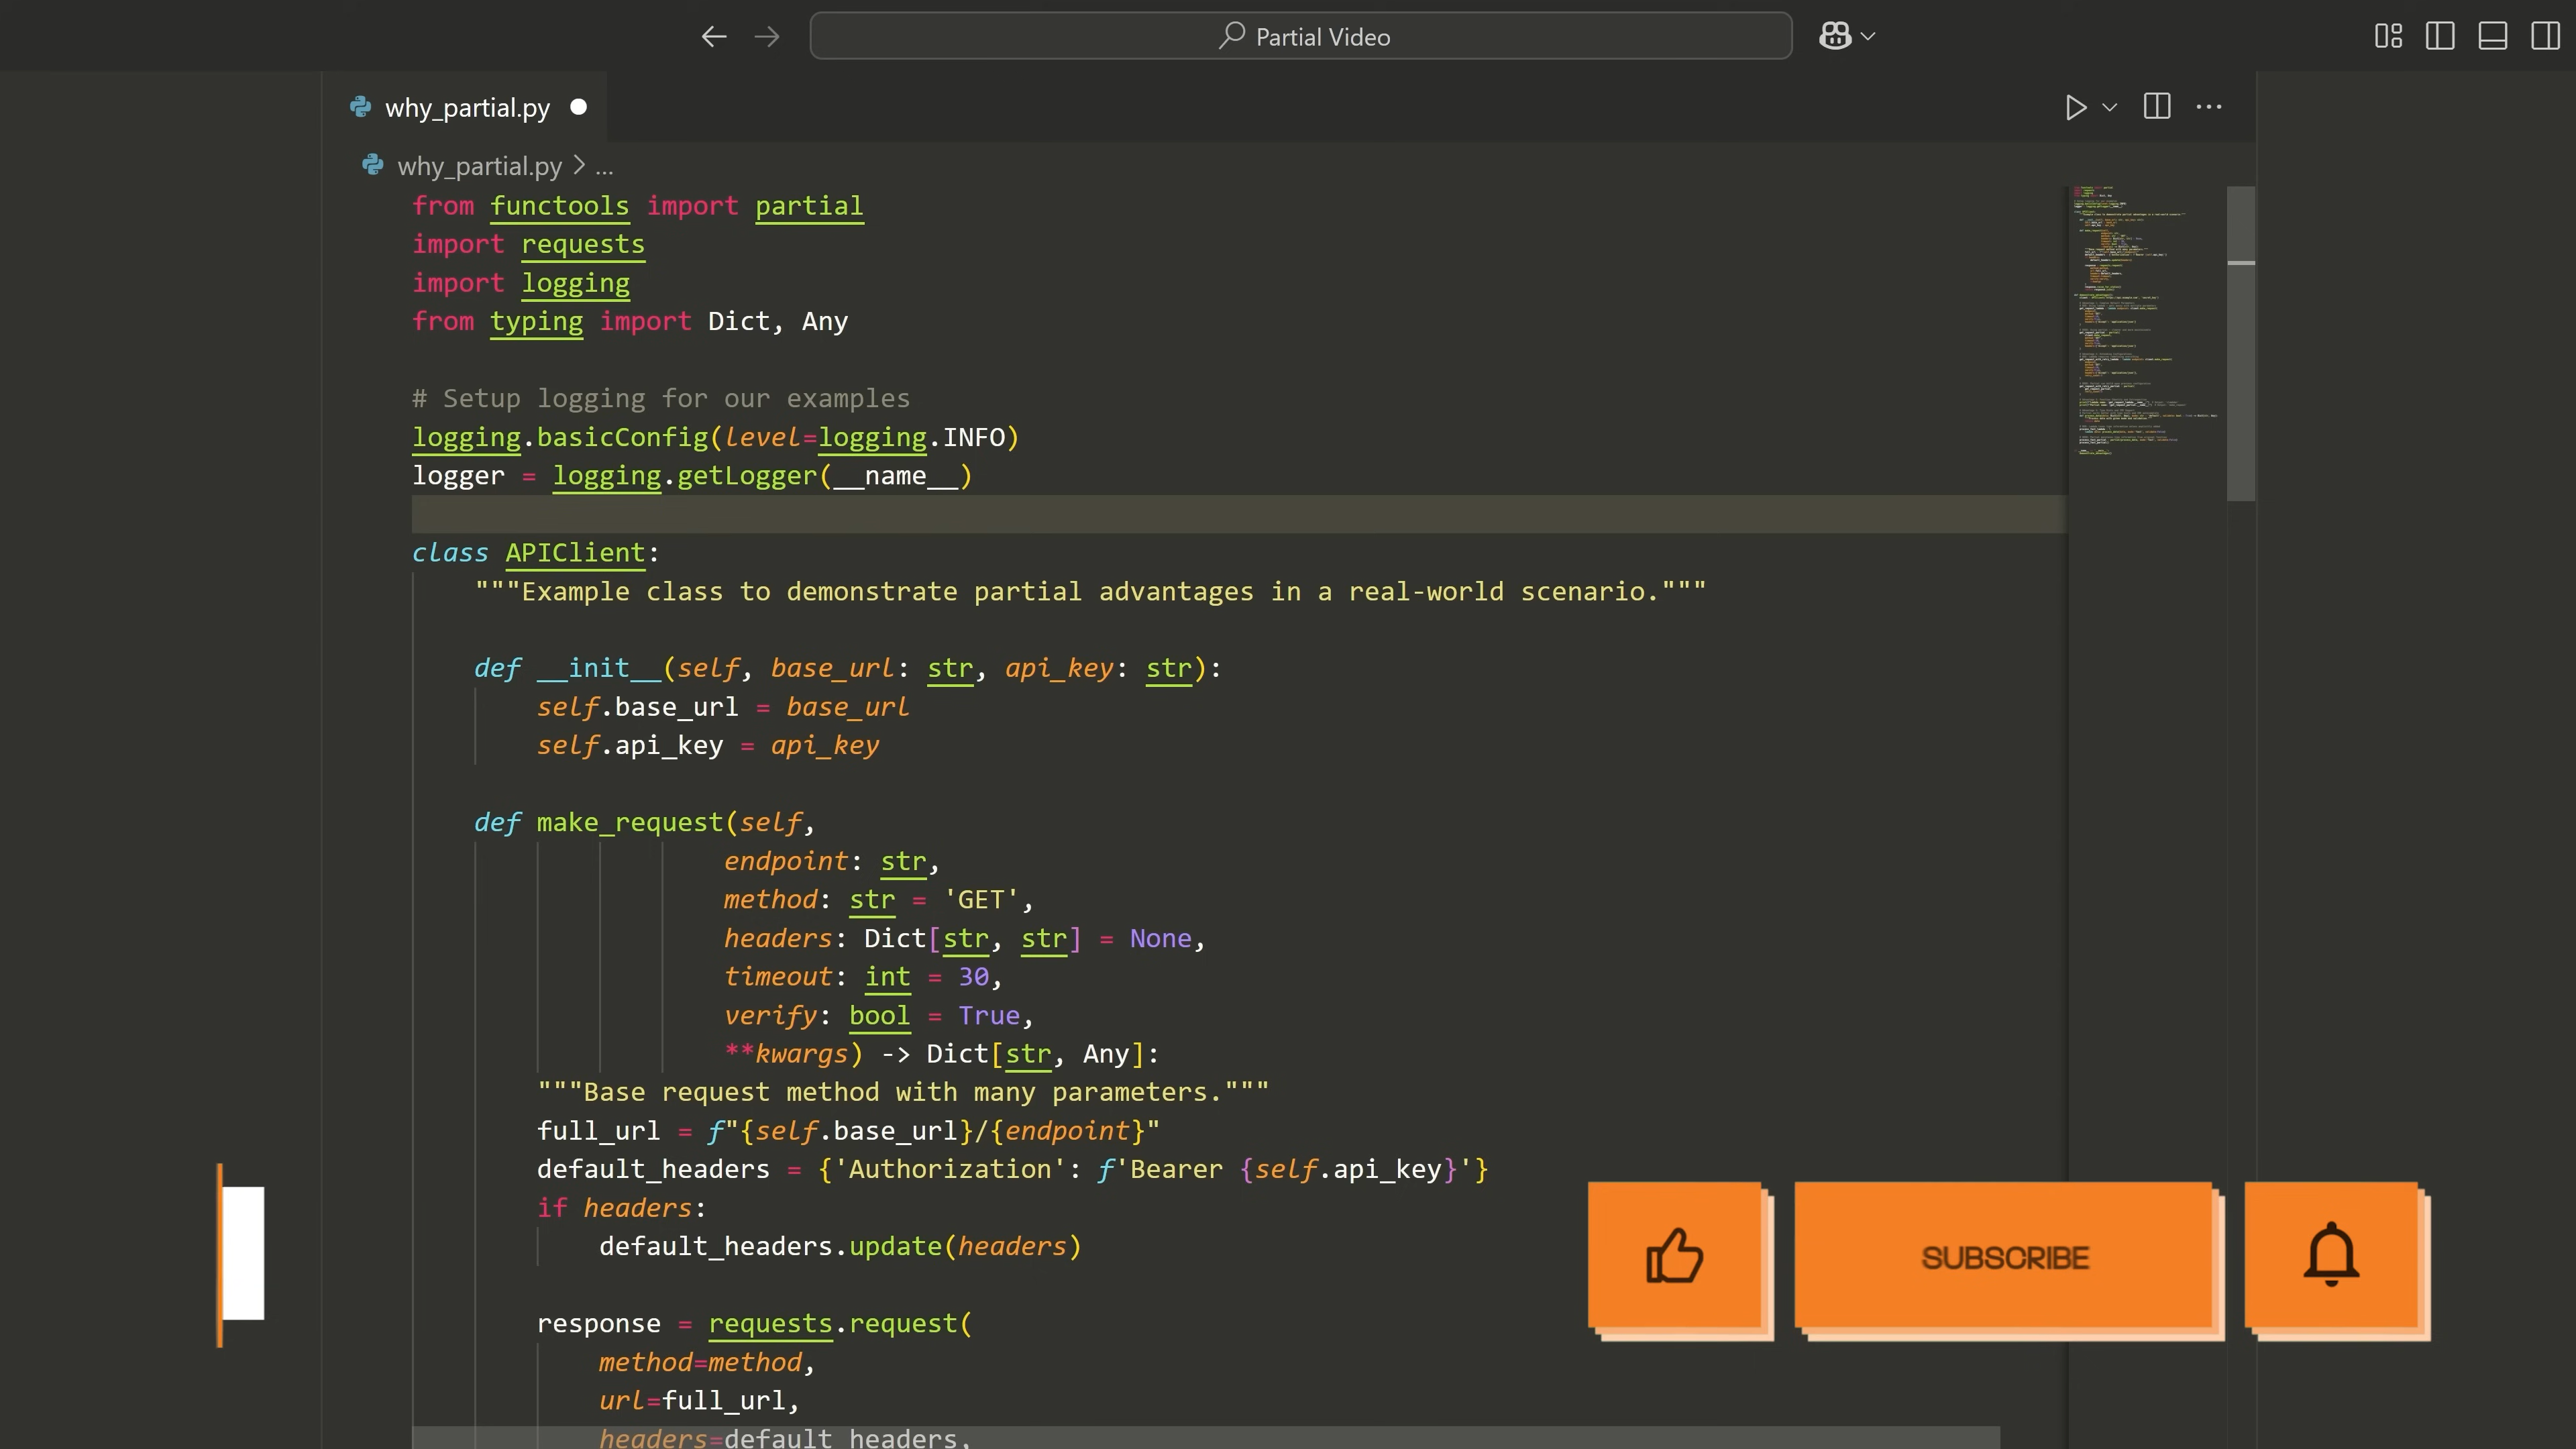 Partial Video
why_partial.py
why_partial.py > ...
from functools import partial
import requests
import logging
from typing import Dict, Any

# Setup logging for our examples
logging.basicConfig(level=logging.INFO)
logger = logging.getLogger(__name__)

class APIClient:
    """Example class to demonstrate partial advantages in a real-world scenario."""

    def __init__(self, base_url: str, api_key: str):
        self.base_url = base_url
        self.api_key = api_key

    def make_request(self,
                    endpoint: str,
                    method: str = 'GET',
                    headers: Dict[str, str] = None,
                    timeout: int = 30,
                    verify: bool = True,
                    **kwargs) -> Dict[str, Any]:
        """Base request method with many parameters."""
        full_url = f"{self.base_url}/{endpoint}"
        default_headers = {'Authorization': f'Bearer {self.api_key}'}
        if headers:
            default_headers.update(headers)

        response = requests.request(
            method=method,
            url=full_url,
            headers=default_headers,
SUBSCRIBE